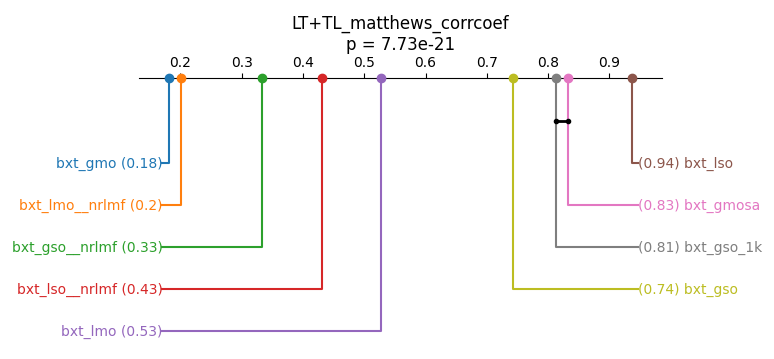 LT+TL_matthews_corrcoef
p = 7.73e-21
0.2 0.3 0.4 0.5 0.6 0.7 0.8 0.9
bxt_gmo (0.18)
(0.94) bxt_lso
bxt_lmo__nrlmf (0.2)
(0.83) bxt_gmosa
bxt_gso__nrlmf (0.33)
(0.81) bxt_gso_1k
bxt_lso__nrlmf (0.43)
(0.74) bxt_gso
bxt_lmo (0.53)